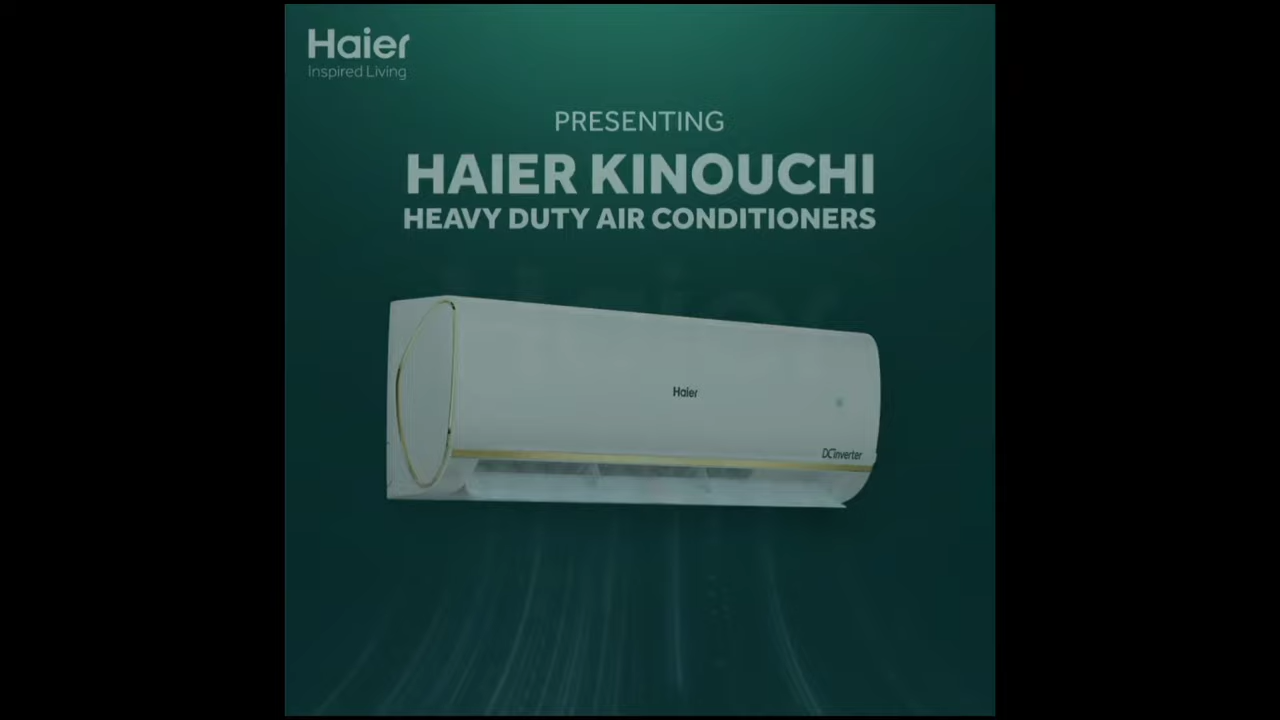 Haier
Inspired Living
PRESENTING
HAIER KINOUCHI
HEAVY DUTY AIR CONDITIONERS
Haier
DC inverter